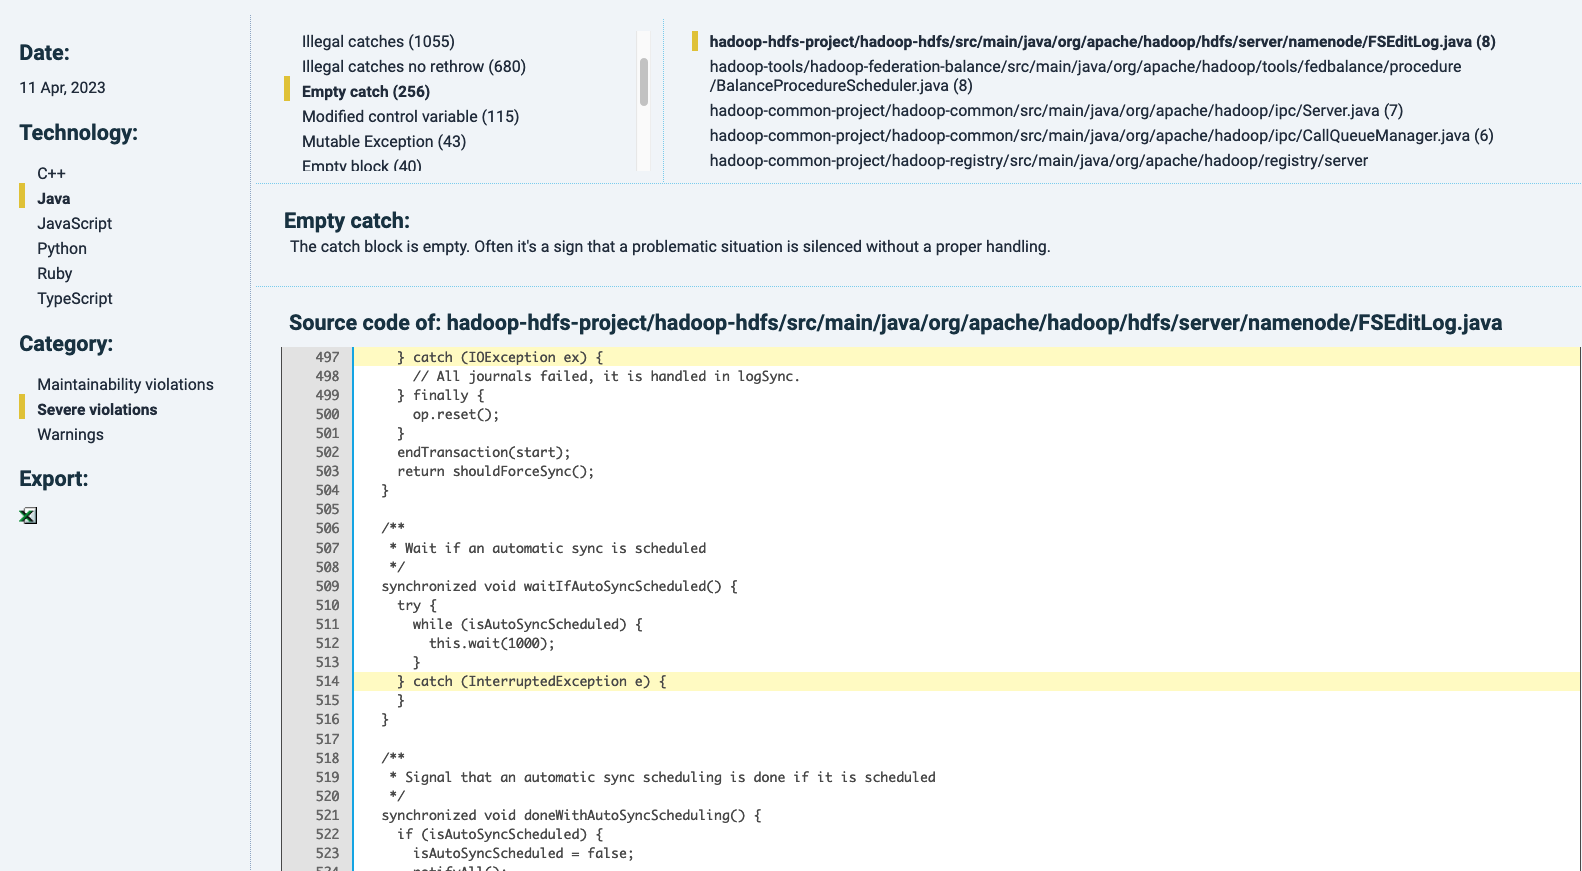 Date:
11 Apr, 2023
Technology:
C++
Java
JavaScript
Python
Ruby
TypeScript
Category:
Maintainability violations
Severe violations
Warnings
Export:
Illegal catches (1055)
Illegal catches no rethrow (680)
Empty catch (256)
Modified control variable (115)
Mutable Exception (43)
Empty block (40)
hadoop-hdfs-project/hadoop-hdfs/src/main/java/org/apache/hadoop/hdfs/server/namenode/FSEditLog.java (8)
hadoop-tools/hadoop-federation-balance/src/main/java/org/apache/hadoop/tools/fedbalance/procedure
/BalanceProcedureScheduler.java (8)
hadoop-common-project/hadoop-common/src/main/java/org/apache/hadoop/ipc/Server.java (7)
hadoop-common-project/hadoop-common/src/main/java/org/apache/hadoop/ipc/CallQueueManager.java (6)
hadoop-common-project/hadoop-registry/src/main/java/org/apache/hadoop/registry/server
Empty catch:
The catch block is empty. Often it's a sign that a problematic situation is silenced without a proper handling.
Source code of: hadoop-hdfs-project/hadoop-hdfs/src/main/java/org/apache/hadoop/hdfs/server/namenode/FSEditLog.java
497 } catch (IOException ex) {
498 // All journals failed, it is handled in logSync.
499 } finally {
500 op.reset();
501 }
502 endTransaction(start);
503 return shouldForceSync();
504 }
505
506 /**
507 * Wait if an automatic sync is scheduled
508 */
509 synchronized void waitIfAutoSyncScheduled() {
510 try {
511 while (isAutoSyncScheduled) {
512 this.wait(1000);
513 }
514 } catch (InterruptedException e) {
515 }
516 }
517
518 /**
519 * Signal that an automatic sync scheduling is done if it is scheduled
520 */
521 synchronized void doneWithAutoSyncScheduling() {
522 if (isAutoSyncScheduled) {
523 isAutoSyncScheduled = false;
524 notifyAll();